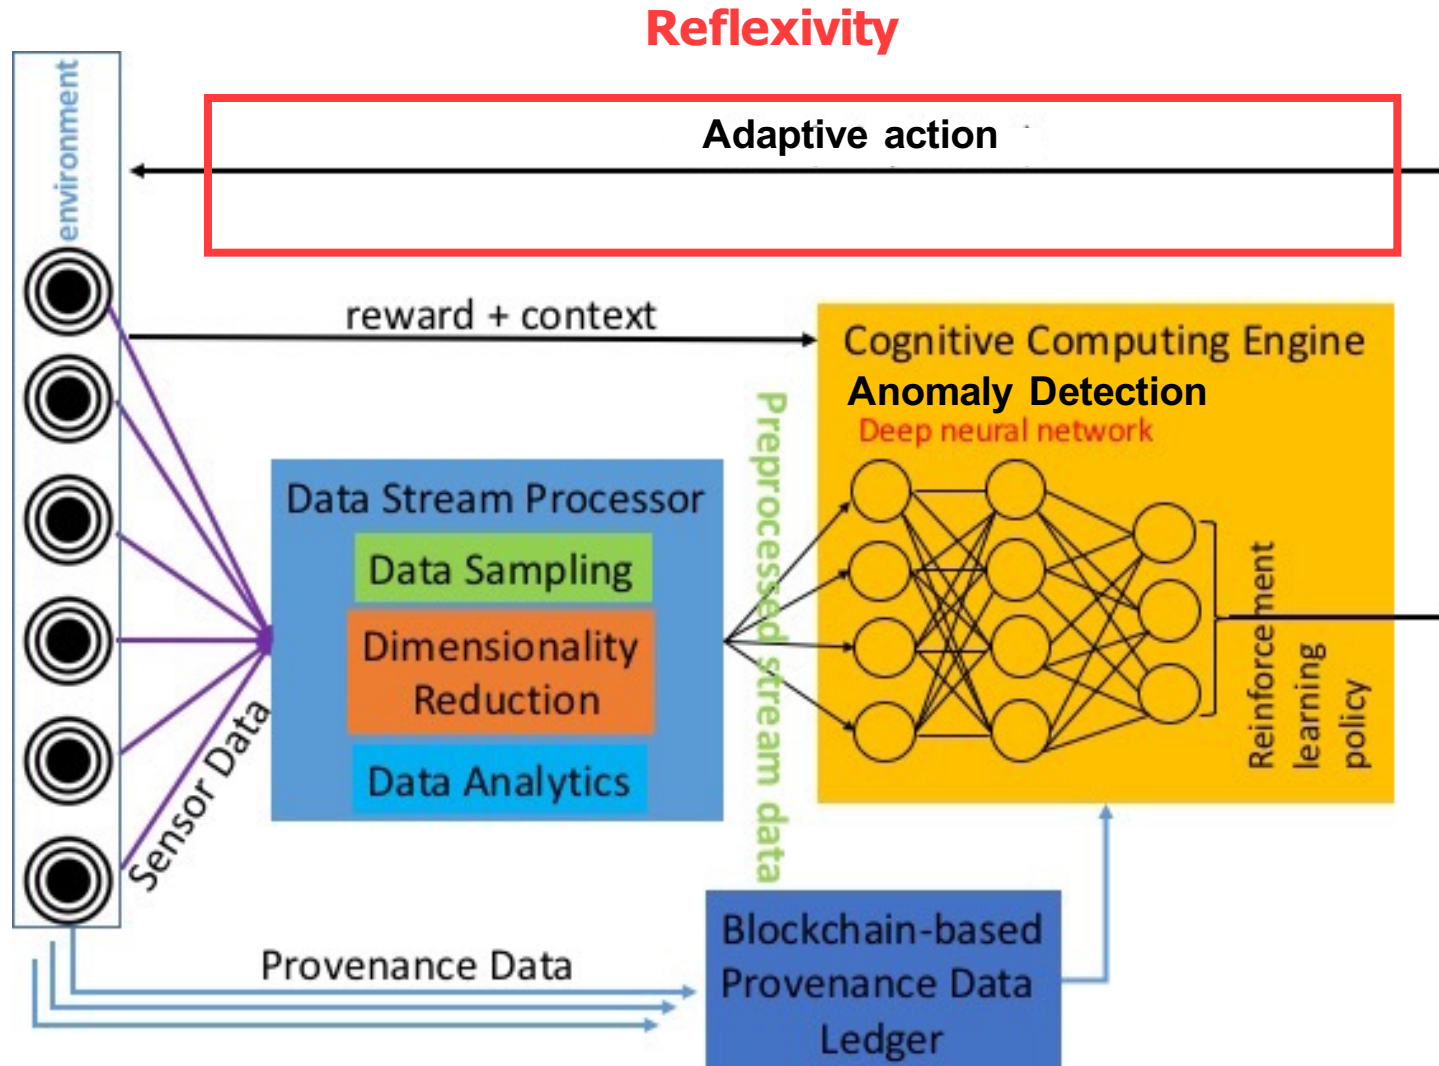 Reflexivity
environment
Adaptive action
reward + context
Cognitive Computing Engine
Anomaly Detection
Deep neural network
Preprocessed stream data
Data Stream Processor
Data Sampling
Dimensionality
Reduction
Data Analytics
Reinforcement
learning
policy
Sensor Data
Provenance Data
Blockchain-based
Provenance Data
Ledger